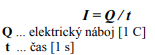 I = Q / t
Q ... elektrický náboj [1 C]
t ... čas [1 s]